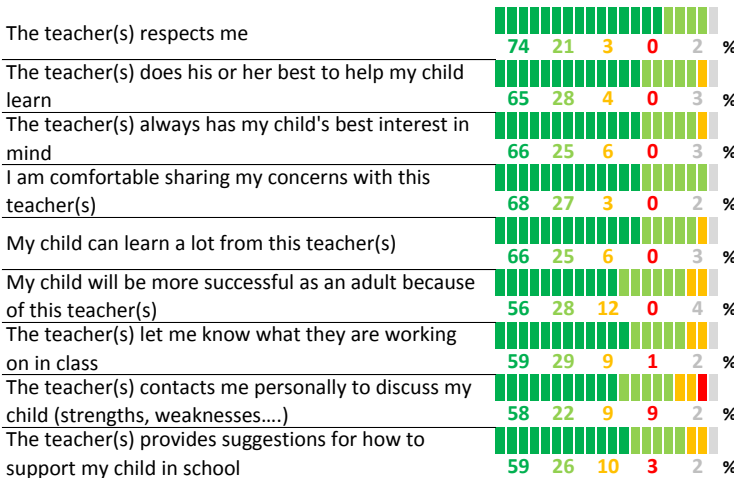 The teacher(s) respects me
74 21 3 0 2 %
The teacher(s) does his or her best to help my child
learn
65 28 4 0 3 %
The teacher(s) always has my child's best interest in
mind
66 25 6 0 3 %
I am comfortable sharing my concerns with this
teacher(s)
68 27 3 0 2 %
My child can learn a lot from this teacher(s)
66 25 6 0 3 %
My child will be more successful as an adult because
of this teacher(s)
56 28 12 0 4 %
The teacher(s) let me know what they are working
on in class
59 29 9 1 2 %
The teacher(s) contacts me personally to discuss my
child (strengths, weaknesses….)
58 22 9 9 2 %
The teacher(s) provides suggestions for how to
support my child in school
59 26 10 3 2 %